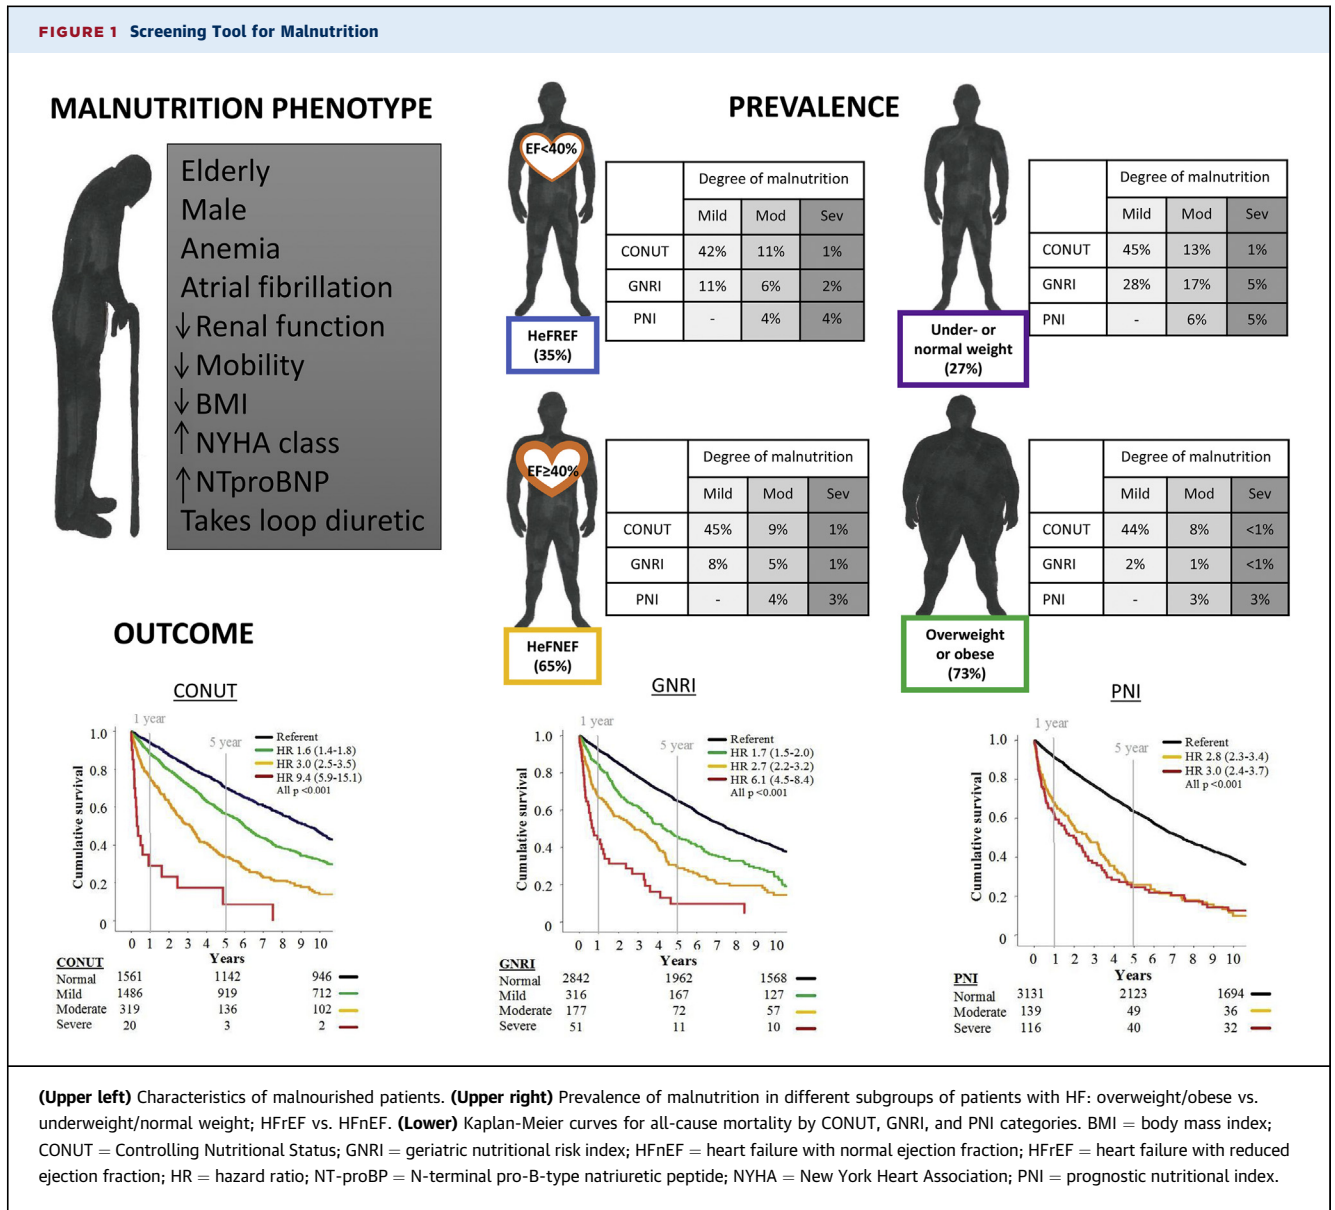 FIGURE 1 Screening Tool for Malnutrition
MALNUTRITION PHENOTYPE
Elderly
Male
Anemia
Atrial fibrillation
↓Renal function
↓Mobility
↓BMI
↑NYHA class
↑NTproBNP
Takes loop diuretic
PREVALENCE
EF<40%
HeFREF
(35%)
Degree of malnutrition
Mild Mod Sev
CONUT 42% 11% 1%
GNRI 11% 6% 2%
PNI - 4% 4%
Under- or
normal weight
(27%)
Degree of malnutrition
Mild Mod Sev
CONUT 45% 13% 1%
GNRI 28% 17% 5%
PNI - 6% 5%
EF≥40%
HeFNEF
(65%)
Degree of malnutrition
Mild Mod Sev
CONUT 45% 9% 1%
GNRI 8% 5% 1%
PNI - 4% 3%
Overweight
or obese
(73%)
Degree of malnutrition
Mild Mod Sev
CONUT 44% 8% <1%
GNRI 2% 1% <1%
PNI - 3% 3%
OUTCOME
CONUT
1 year
5 year
Referent
HR 1.6 (1.4-1.8)
HR 3.0 (2.5-3.5)
HR 9.4 (5.9-15.1)
All p <0.001
Cumulative survival
1.0
0.8
0.6
0.4
0.2
0
0 1 2 3 4 5 6 7 8 9 10
Years
CONUT
Normal 1561 1142 946
Mild 1486 919 712
Moderate 319 136 102
Severe 20 3 2
GNRI
1 year
5 year
Referent
HR 1.7 (1.5-2.0)
HR 2.7 (2.2-3.2)
HR 6.1 (4.5-8.4)
All p <0.001
Cumulative survival
1.0
0.8
0.6
0.4
0.2
0
0 1 2 3 4 5 6 7 8 9 10
Years
GNRI
Normal 2842 1962 1568
Mild 316 167 127
Moderate 177 72 57
Severe 51 11 10
PNI
1 year
5 year
Referent
HR 2.8 (2.3-3.4)
HR 3.0 (2.4-3.7)
All p <0.001
Cumulative survival
1.0
0.8
0.6
0.4
0.2
0
0 1 2 3 4 5 6 7 8 9 10
Years
PNI
Normal 3131 2123 1694
Moderate 139 49 36
Severe 116 40 32
(Upper left) Characteristics of malnourished patients. (Upper right) Prevalence of malnutrition in different subgroups of patients with HF: overweight/obese vs.
underweight/normal weight; HFrEF vs. HFnEF. (Lower) Kaplan-Meier curves for all-cause mortality by CONUT, GNRI, and PNI categories. BMI = body mass index;
CONUT = Controlling Nutritional Status; GNRI = geriatric nutritional risk index; HFnEF = heart failure with normal ejection fraction; HFrEF = heart failure with reduced
ejection fraction; HR = hazard ratio; NT-proBP = N-terminal pro-B-type natriuretic peptide; NYHA = New York Heart Association; PNI = prognostic nutritional index.